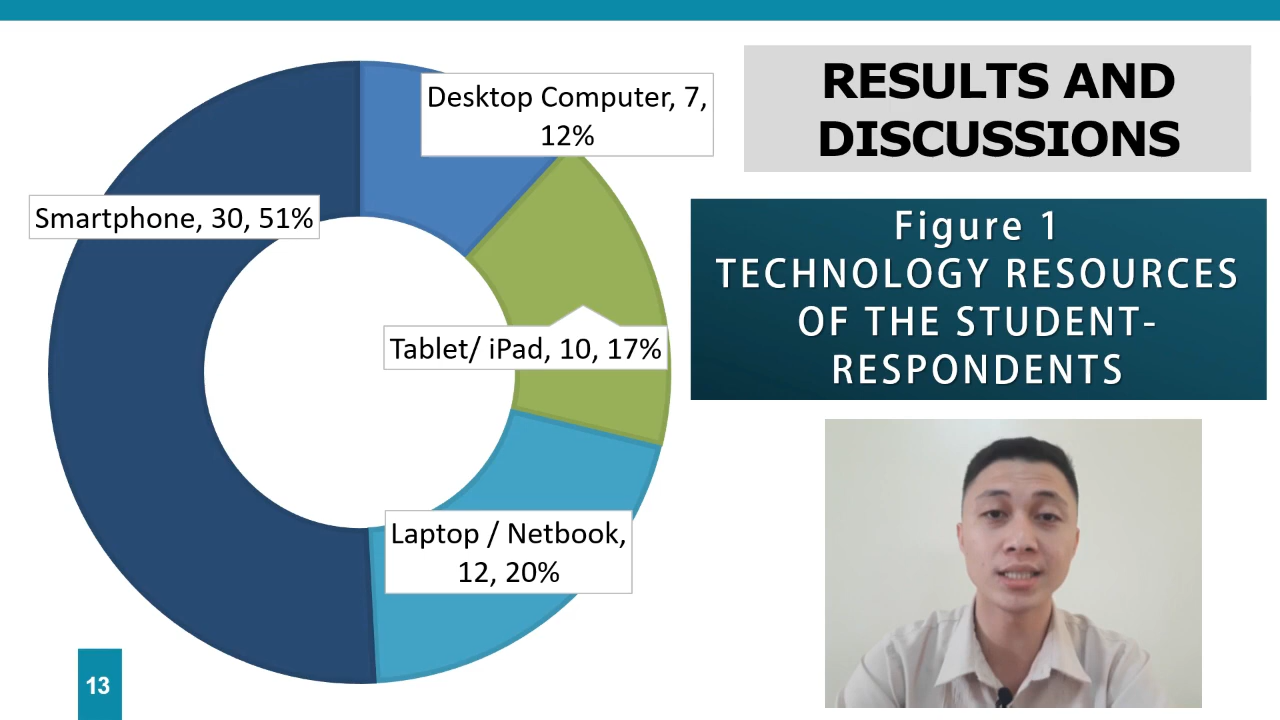 RESULTS AND
DISCUSSIONS
Figure 1
TECHNOLOGY RESOURCES
OF THE STUDENT-
RESPONDENTS
Desktop Computer, 7,
12%
Smartphone, 30, 51%
Tablet/ iPad, 10, 17%
Laptop / Netbook,
12, 20%
13